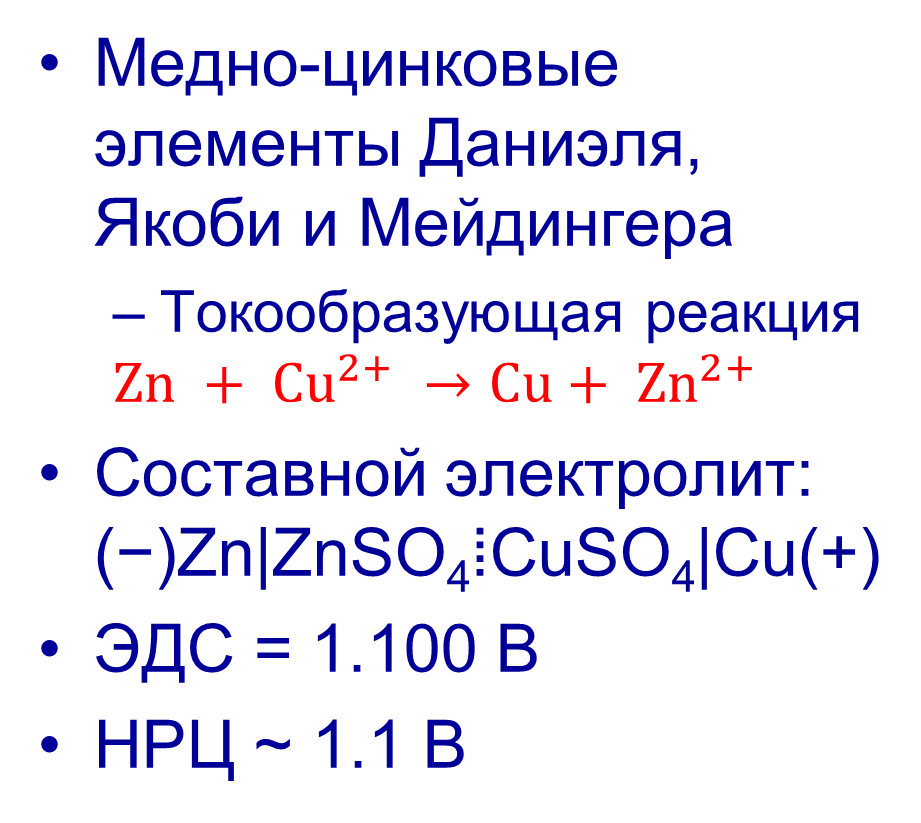 • Медно-цинковые
элементы Даниэля,
Якоби и Мейдингера
– Токообразующая реакция
Zn + Cu²⁺ → Cu + Zn²⁺
• Составной электролит:
(−)Zn|ZnSO₄⁞CuSO₄|Cu(+)
• ЭДС = 1.100 В
• НРЦ ~ 1.1 В